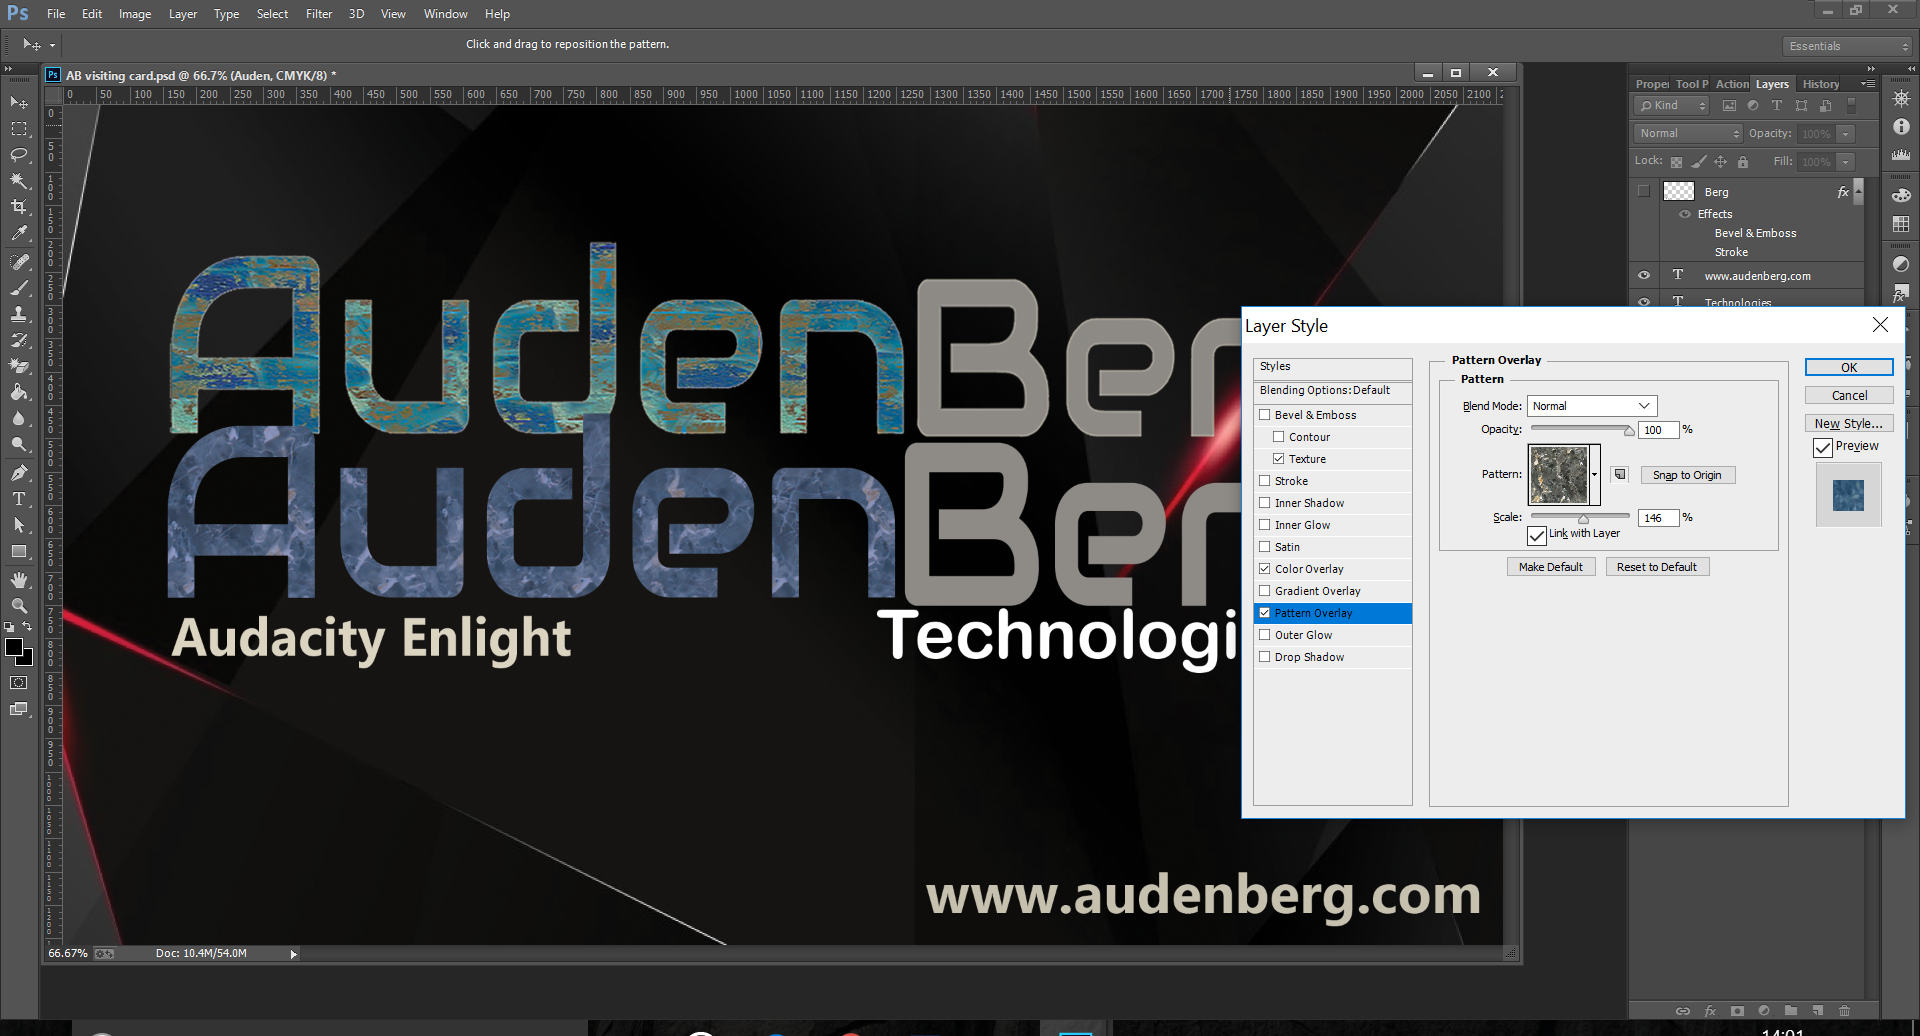 Ps File Edit Image Layer Type Select Filter 3D View Window Help
Click and drag to reposition the pattern.
Essentials
Ps AB visiting card.psd @ 66.7% (Auden, CMYK/8) *
0 50 100 150 200 250 300 350 400 450 500 550 600 650 700 750 800 850 900 950 1000 1050 1100 1150 1200 1250 1300 1350 1400 1450 1500 1550 1600 1650 1700 1750 1800 1850 1900 1950 2000 2050 2100
Proper Tool P Action Layers History
Kind
Normal Opacity: 100%
Lock: Fill: 100%
Berg fx
Effects
Bevel & Emboss
Stroke
T www.audenberg.com
T Technologies
AudenBer
AudenBer
Audacity Enlight
Technologi
www.audenberg.com
Layer Style
Styles
Blending Options: Default
Bevel & Emboss
Contour
Texture
Stroke
Inner Shadow
Inner Glow
Satin
Color Overlay
Gradient Overlay
Pattern Overlay
Outer Glow
Drop Shadow
Pattern Overlay
Pattern
Blend Mode: Normal
Opacity: 100 %
Pattern: Snap to Origin
Scale: 146 %
Link with Layer
Make Default Reset to Default
OK
Cancel
New Style...
Preview
66.67% Doc: 10.4M/54.0M
14:01